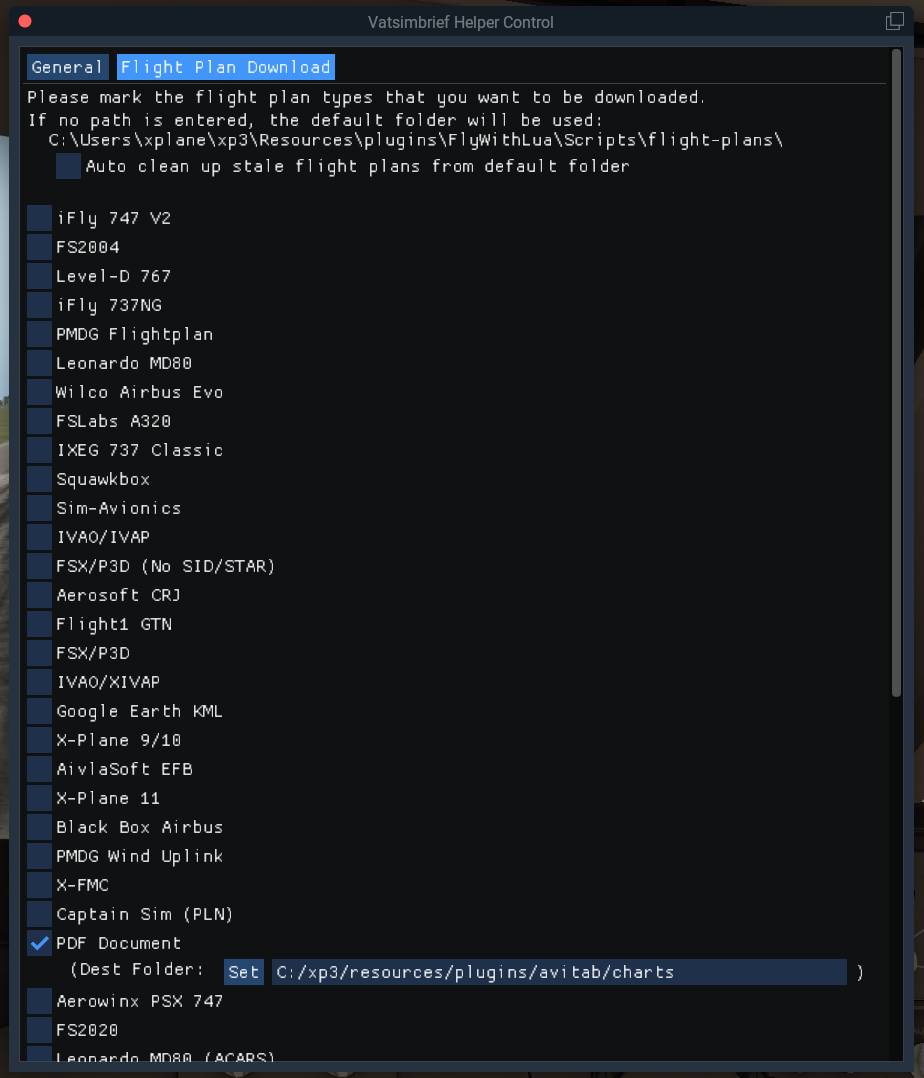 Vatsimbrief Helper Control
General Flight Plan Download
Please mark the flight plan types that you want to be downloaded.
If no path is entered, the default folder will be used:
C:\Users\xplane\xp3\Resources\plugins\FlyWithLua\Scripts\flight-plans\
Auto clean up stale flight plans from default folder
iFly 747 V2
FS2004
Level-D 767
iFly 737NG
PMDG Flightplan
Leonardo MD80
Wilco Airbus Evo
FSLabs A320
IXEG 737 Classic
Squawkbox
Sim-Avionics
IVAO/IVAP
FSX/P3D (No SID/STAR)
Aerosoft CRJ
Flight1 GTN
FSX/P3D
IVAO/XIVAP
Google Earth KML
X-Plane 9/10
AivlaSoft EFB
X-Plane 11
Black Box Airbus
PMDG Wind Uplink
X-FMC
Captain Sim (PLN)
PDF Document
(Dest Folder: Set C:/xp3/resources/plugins/avitab/charts )
Aerowinx PSX 747
FS2020
Leonardo MD80 (ACARS)